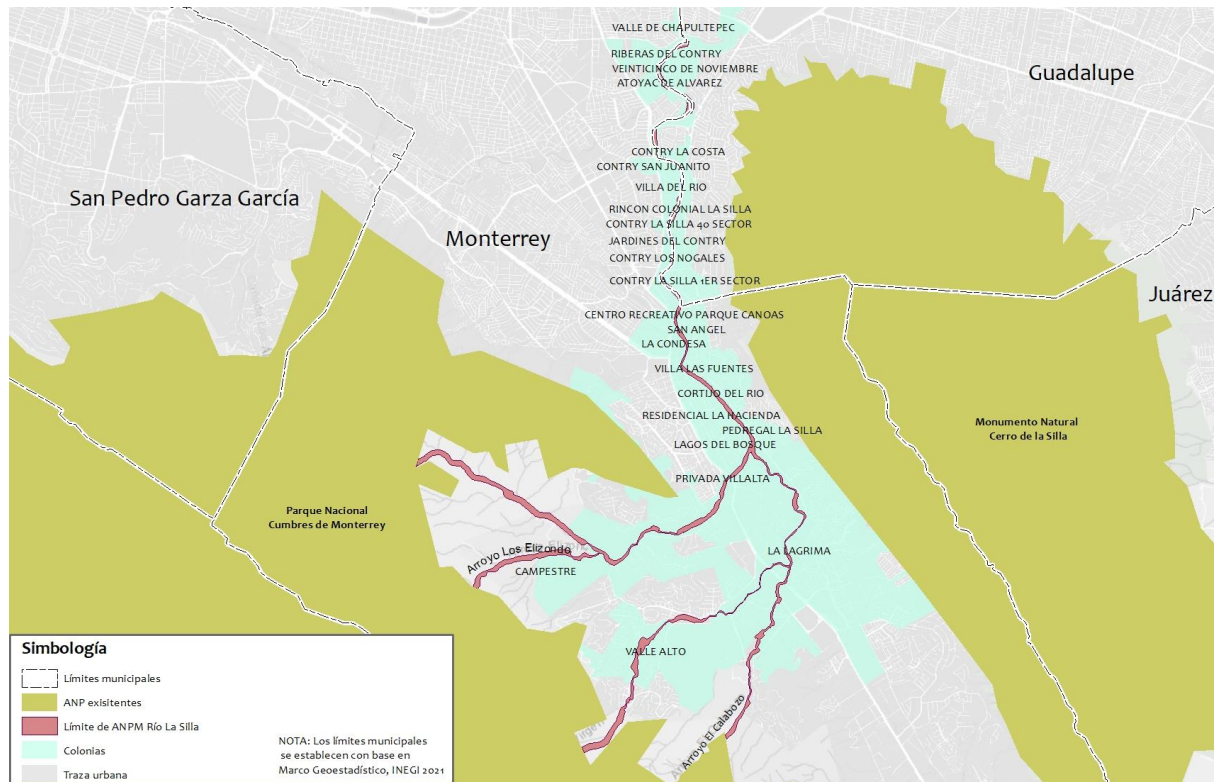 VALLE DE CHAPULTEPEC
RIBERAS DEL CONTRY
VEINTICINCO DE NOVIEMBRE
ATOYAC DE ALVAREZ
Guadalupe
CONTRY LA COSTA
CONTRY SAN JUANITO
VILLA DEL RIO
San Pedro Garza García
RINCON COLONIAL LA SILLA
CONTRY LA SILLA 40 SECTOR
Monterrey
JARDINES DEL CONTRY
CONTRY LOS NOGALES
CONTRY LA SILLA 1ER SECTOR
Juárez
CENTRO RECREATIVO PARQUE CANOAS
SAN ANGEL
LA CONDESA
VILLA LAS FUENTES
CORTIJO DEL RIO
RESIDENCIAL LA HACIENDA
PEDREGAL LA SILLA
LAGOS DEL BOSQUE
Monumento Natural
Cerro de la Silla
PRIVADA VILLALTA
Parque Nacional
Cumbres de Monterrey
Arroyo Los Elizondo
LA LAGRIMA
CAMPESTRE
VALLE ALTO
Arroyo El Calabozo
Simbología
Límites municipales
ANP exisitentes
Límite de ANPM Río La Silla
Colonias
Traza urbana
NOTA: Los límites municipales
se establecen con base en
Marco Geoestadístico, INEGI 2021